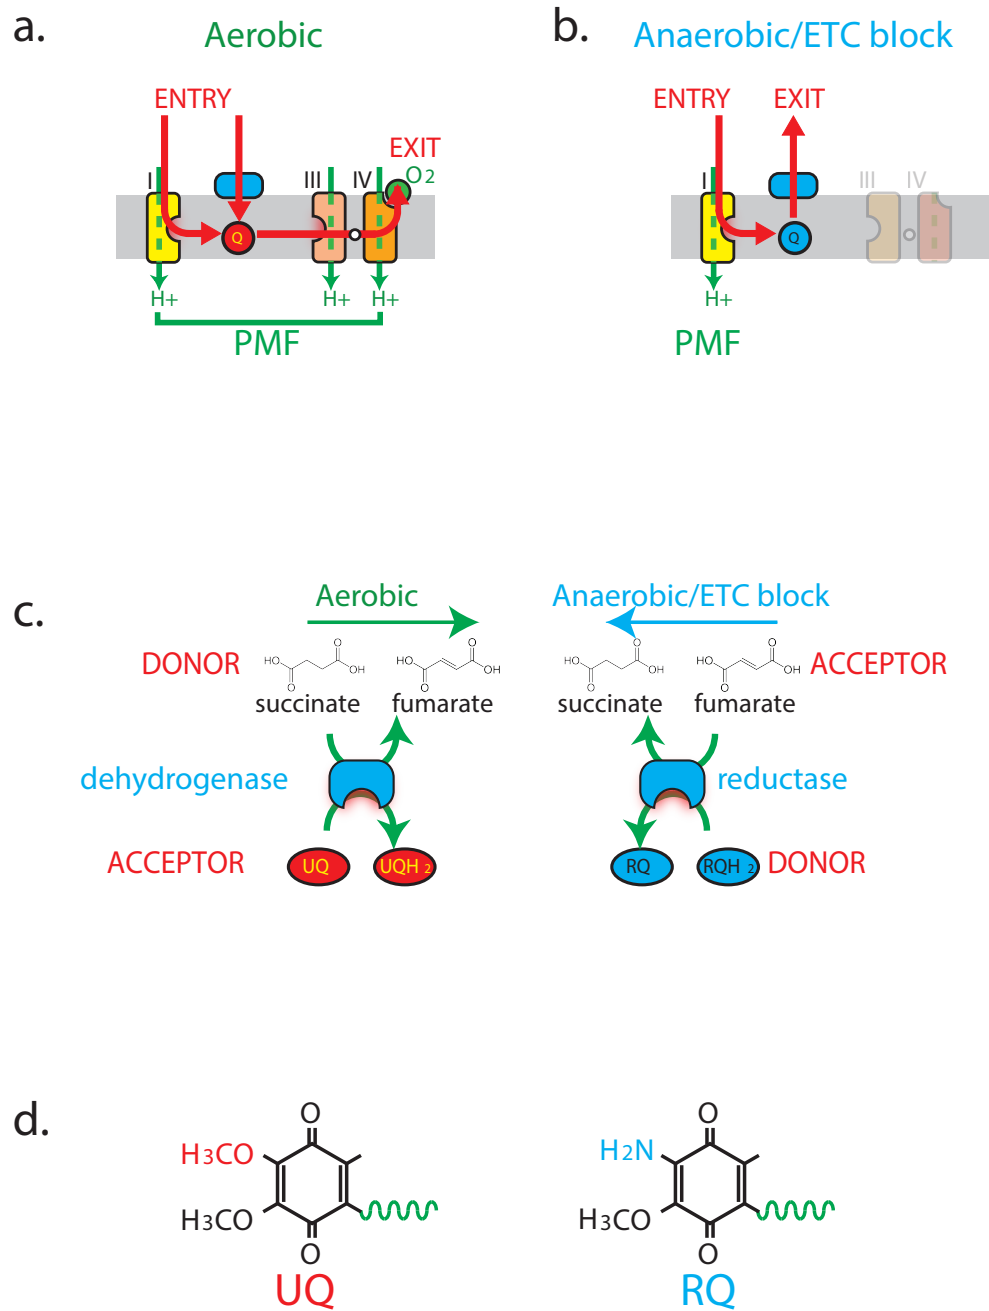 a.
Aerobic
b.
Anaerobic/ETC block
ENTRY
EXIT
O2
I
III
IV
Q
H+
H+
H+
PMF
ENTRY
EXIT
I
III
IV
Q
H+
PMF
c.
Aerobic
Anaerobic/ETC block
DONOR
O
OH
HO
O
succinate
O
HO
OH
O
fumarate
O
OH
HO
O
succinate
O
HO
OH
O
fumarate
ACCEPTOR
dehydrogenase
reductase
ACCEPTOR
UQ
UQH2
RQ
RQH2
DONOR
d.
O
H3CO
H3CO
O
UQ
O
H2N
H3CO
O
RQ